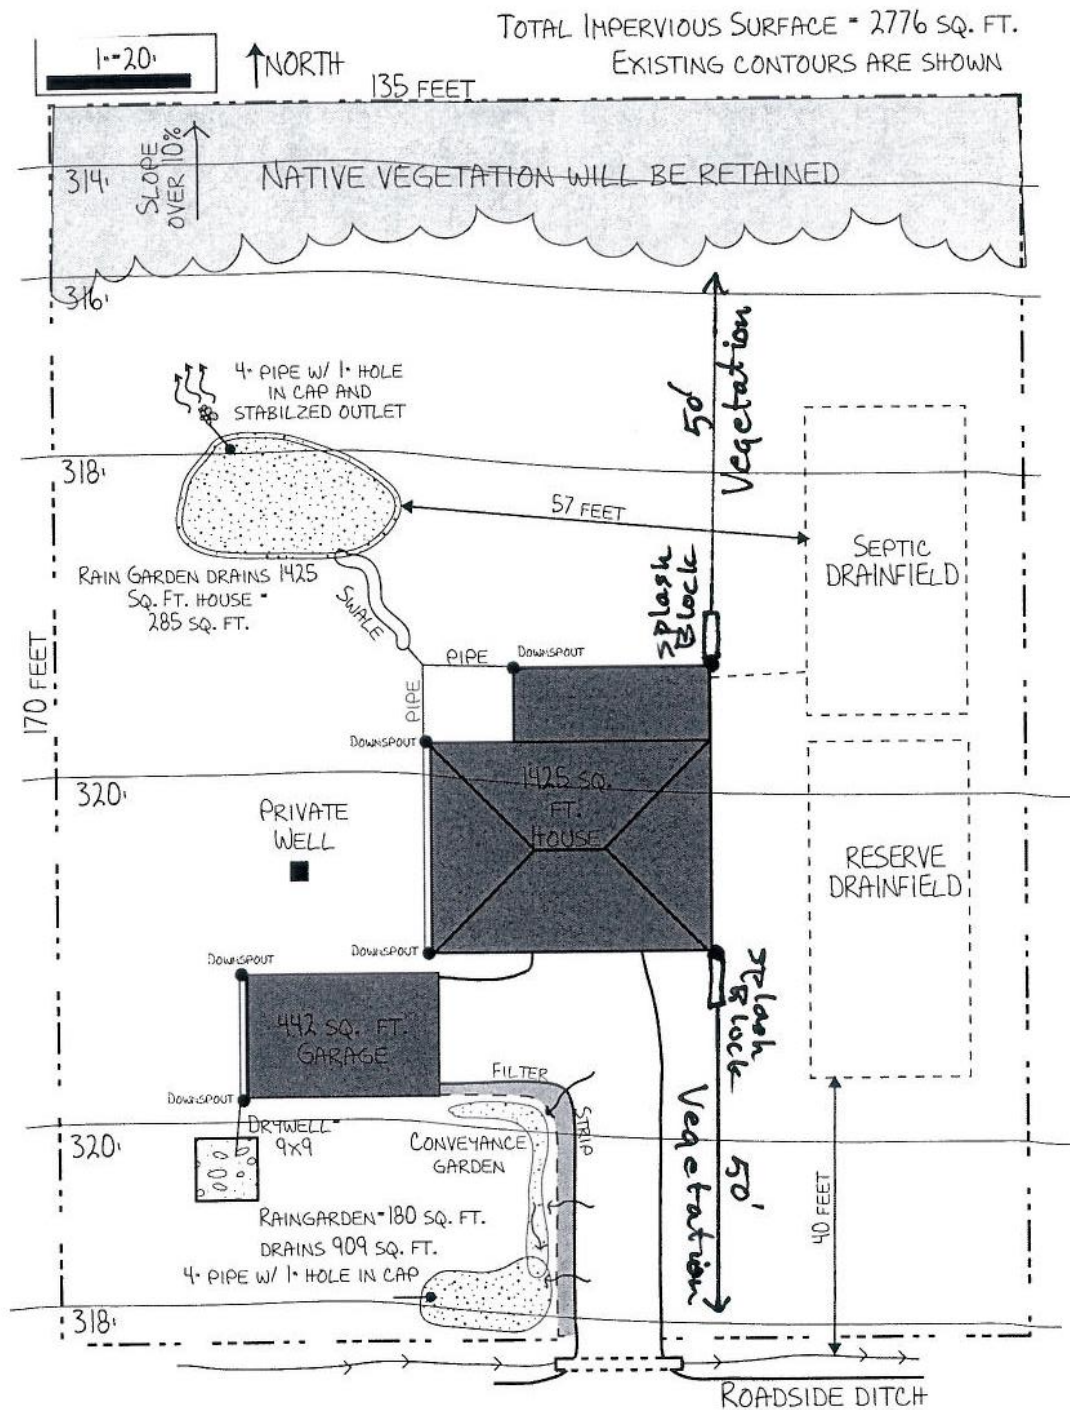 TOTAL IMPERVIOUS SURFACE = 2776 SQ. FT.
EXISTING CONTOURS ARE SHOWN
1"=20'
NORTH
135 FEET
SLOPE
OVER 10%
314'
NATIVE VEGETATION WILL BE RETAINED
316'
4" PIPE W/ 1" HOLE
IN CAP AND
STABILZED OUTLET
50'
Vegetation
318'
57 FEET
SEPTIC
DRAINFIELD
RAIN GARDEN DRAINS 1425
SQ. FT. HOUSE =
285 SQ. FT.
SWALE
Splash
Block
PIPE
DOWNSPOUT
PIPE
170 FEET
DOWNSPOUT
320'
1425 SQ.
FT.
HOUSE
PRIVATE
WELL
RESERVE
DRAINFIELD
DOWNSPOUT
DOWNSPOUT
442 SQ. FT.
GARAGE
Splash
Block
FILTER
STRIP
DOWNSPOUT
DRYWELL=
9x9
320'
CONVEYANCE
GARDEN
Vegetation
50'
40 FEET
RAINGARDEN=180 SQ. FT.
DRAINS 909 SQ. FT.
4" PIPE W/ 1" HOLE IN CAP
318'
ROADSIDE DITCH